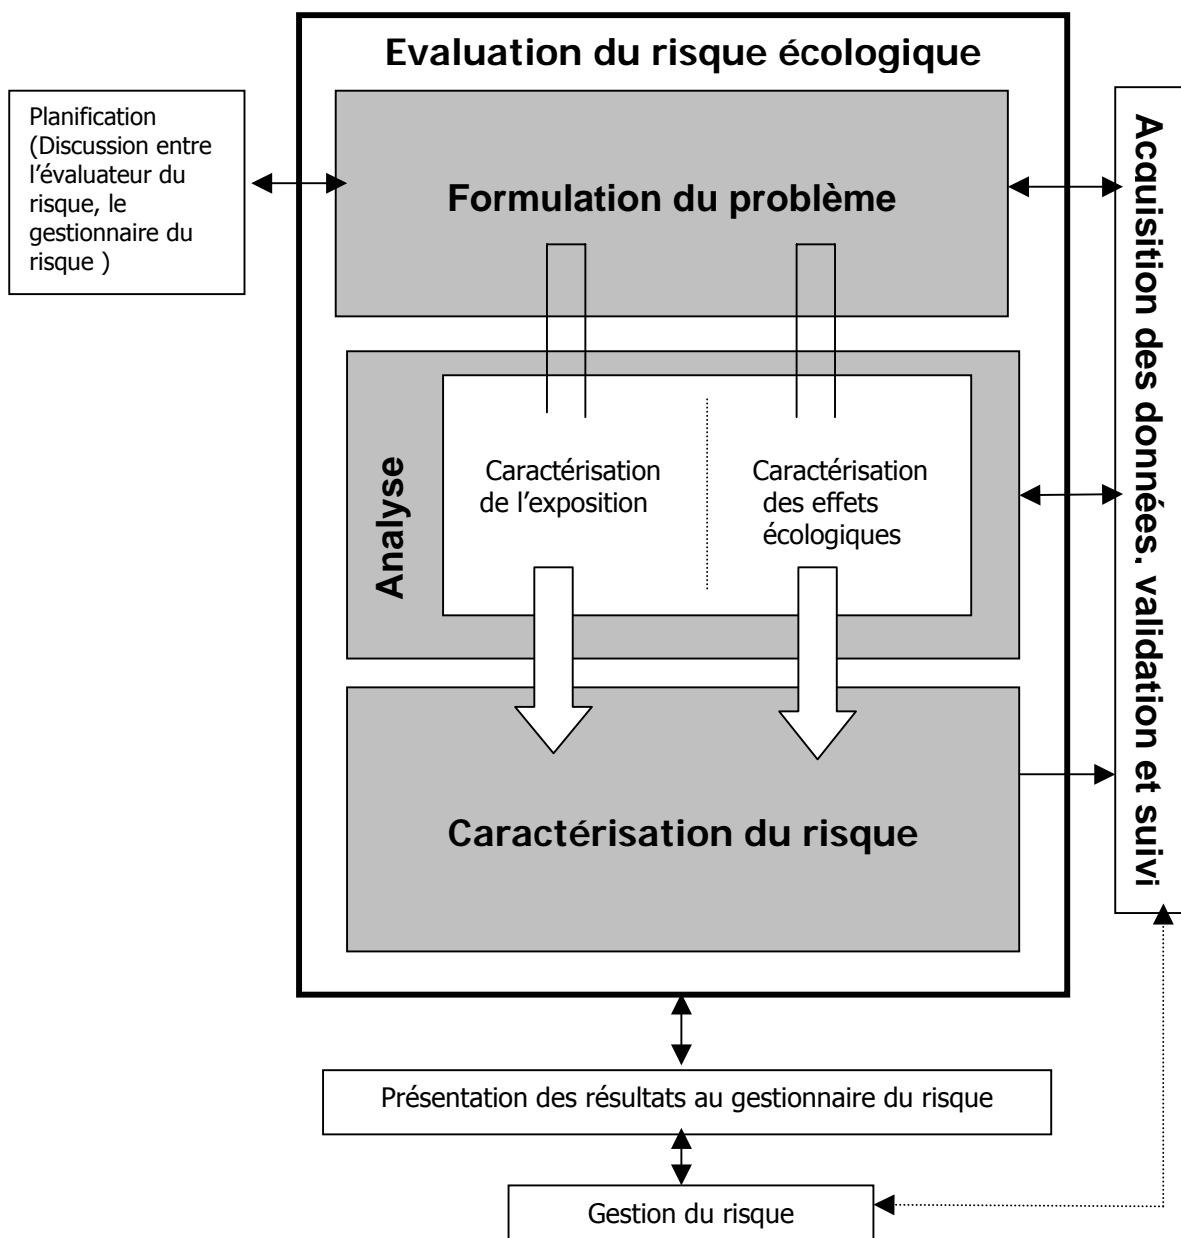 Evaluation du risque écologique
Planification
(Discussion entre
l'évaluateur du
risque, le
gestionnaire du
risque )
Formulation du problème
Analyse
Caractérisation
de l'exposition
Caractérisation
des effets
écologiques
Caractérisation du risque
Acquisition des données. validation et suivi
Présentation des résultats au gestionnaire du risque
Gestion du risque